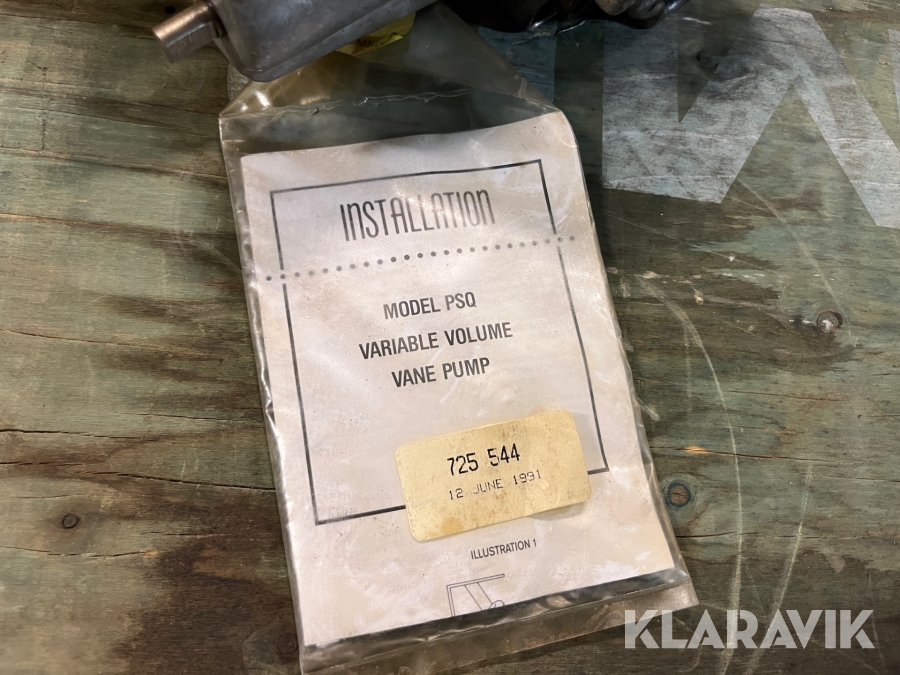 INSTALLATION
MODEL PSQ
VARIABLE VOLUME
VANE PUMP
725 544
12 JUNE 1991
ILLUSTRATION 1
KLARAVIK